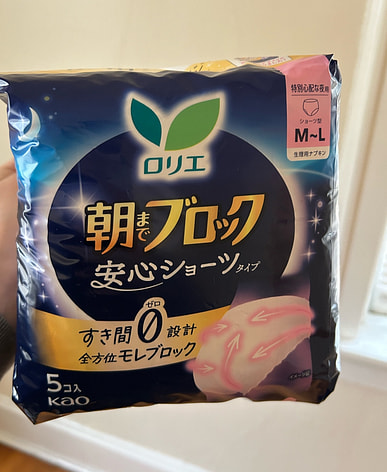 特別心配な夜用
ショーツ型
M~L
生理用ナプキン
ロリエ
朝までブロック
安心ショーツタイプ
ゼロ
すき間0設計
全方位モレブロック
5コ入
Kao